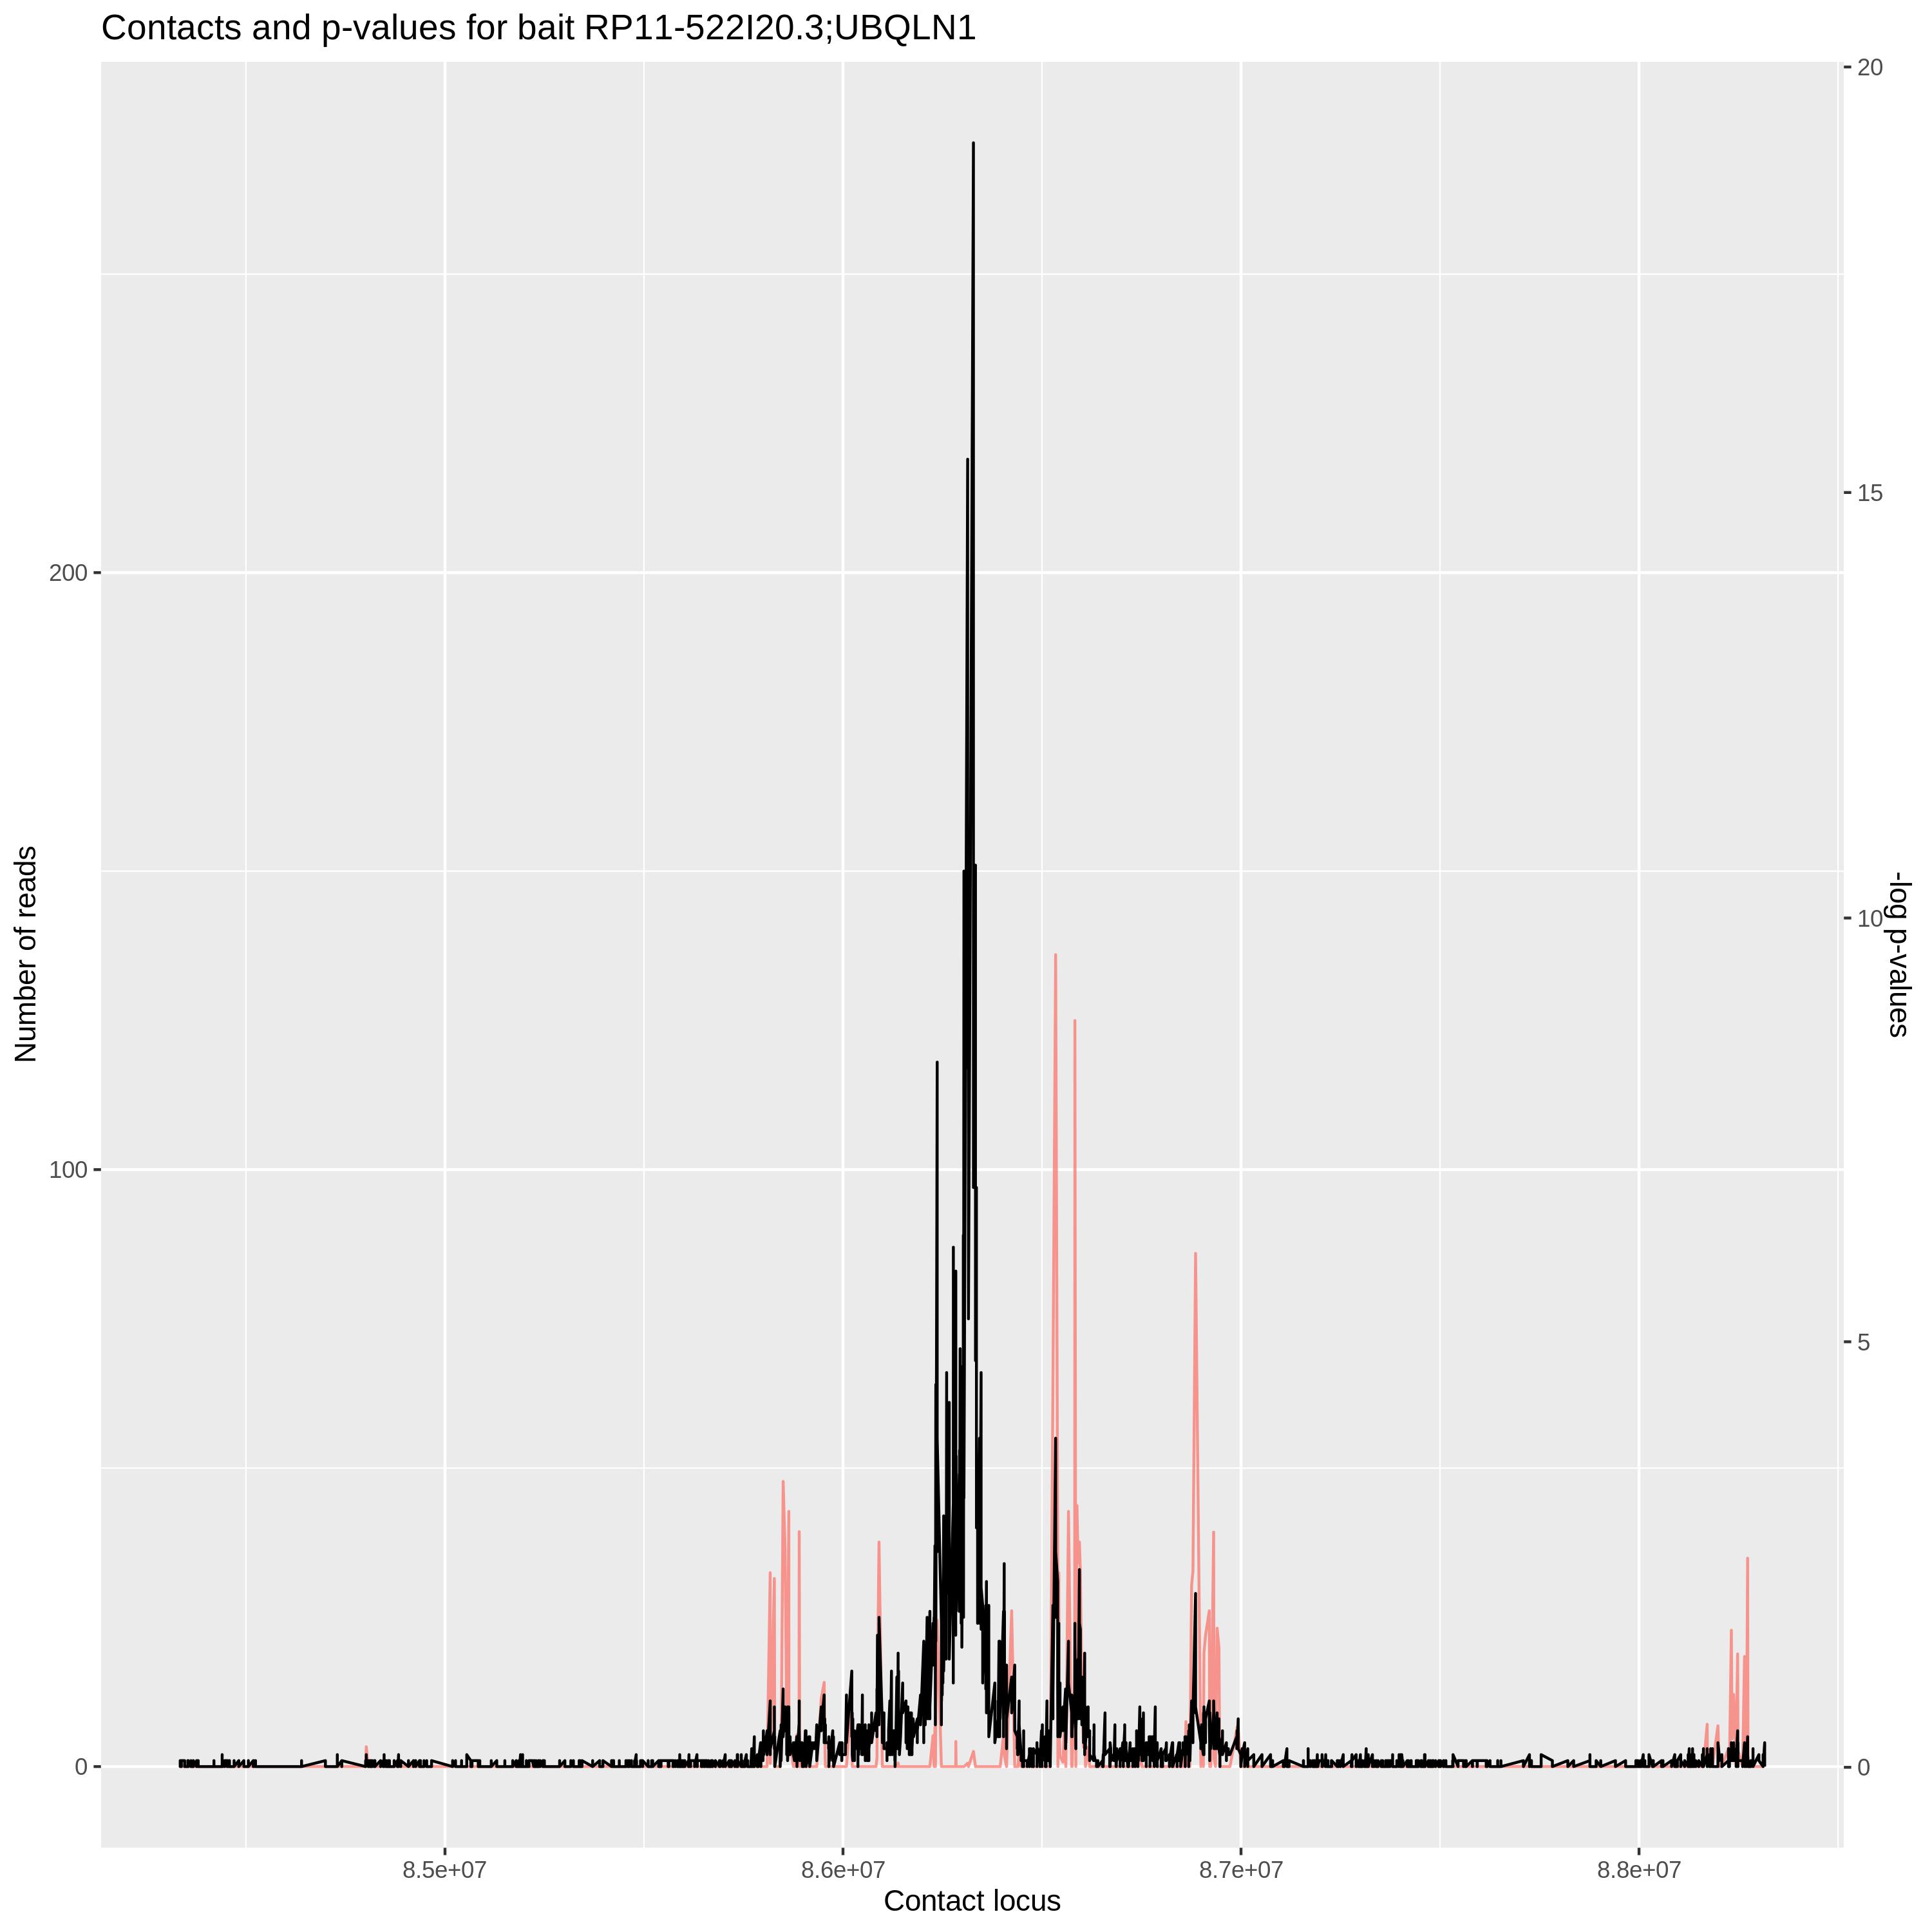 Contacts and p-values for bait RP11-522I20.3;UBQLN1
Number of reads
200
100
0
20
15
10
5
0
-log p-values
8.5e+07 8.6e+07 8.7e+07 8.8e+07
Contact locus